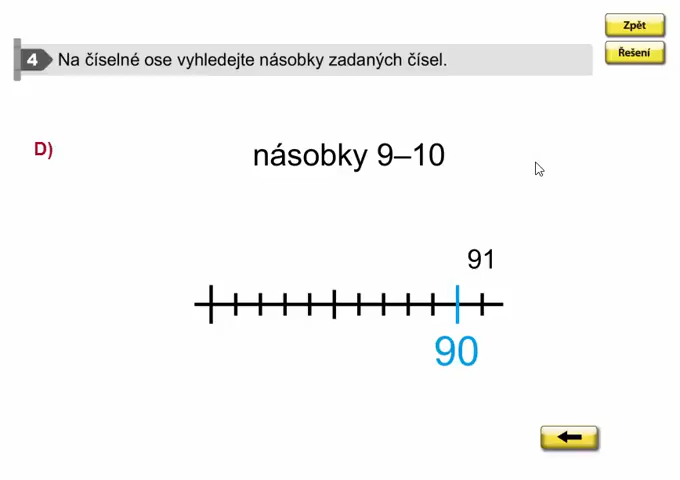 Zpět
Řešení
4 Na číselné ose vyhledejte násobky zadaných čísel.
D) násobky 9–10
91
90